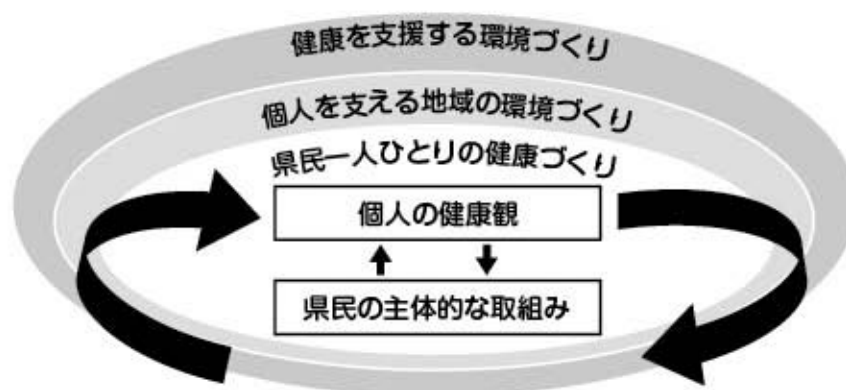 健康を支援する環境づくり
個人を支える地域の環境づくり
県民一人ひとりの健康づくり
個人の健康観
県民の主体的な取組み